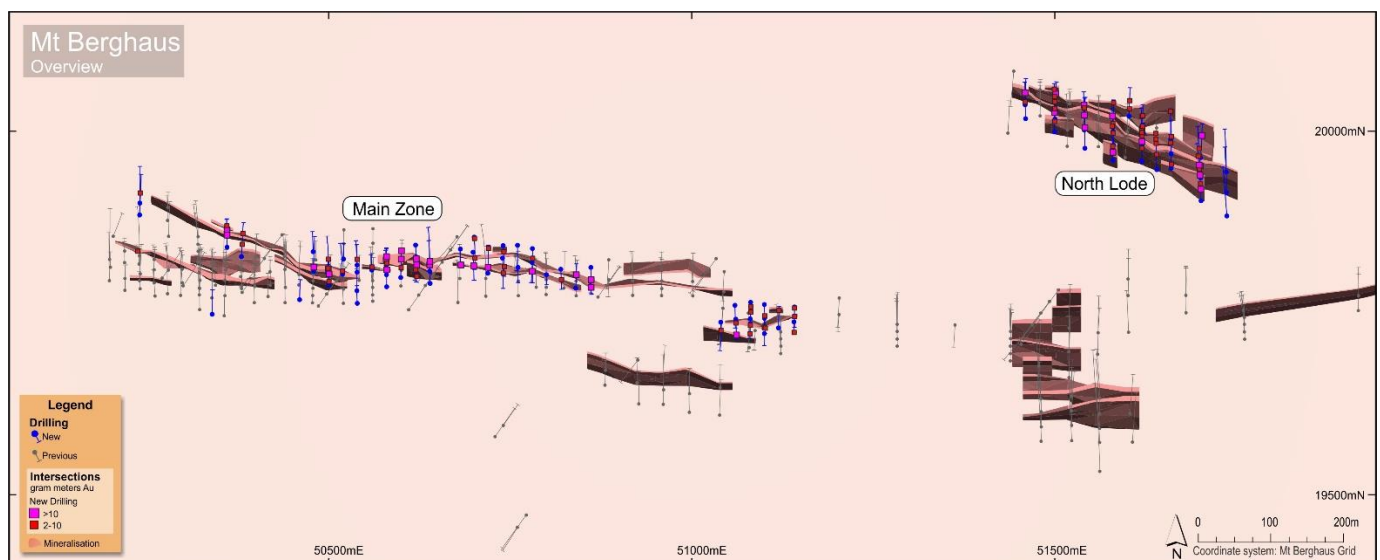 Mt Berghaus
Overview
20000mN
North Lode
Main Zone
Legend
Drilling
New
Previous
Intersections
gram meters Au
New Drilling
>10
2-10
Mineralisation
19500mN
50500mE
51000mE
51500mE
N
0 100 200m
Coordinate system: Mt Berghaus Grid